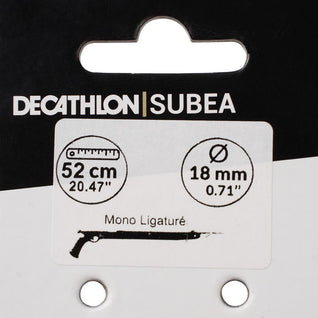 DECATHLON|SUBEA
52 cm
20.47"
Ø
18 mm
0.71"
Mono Ligaturé